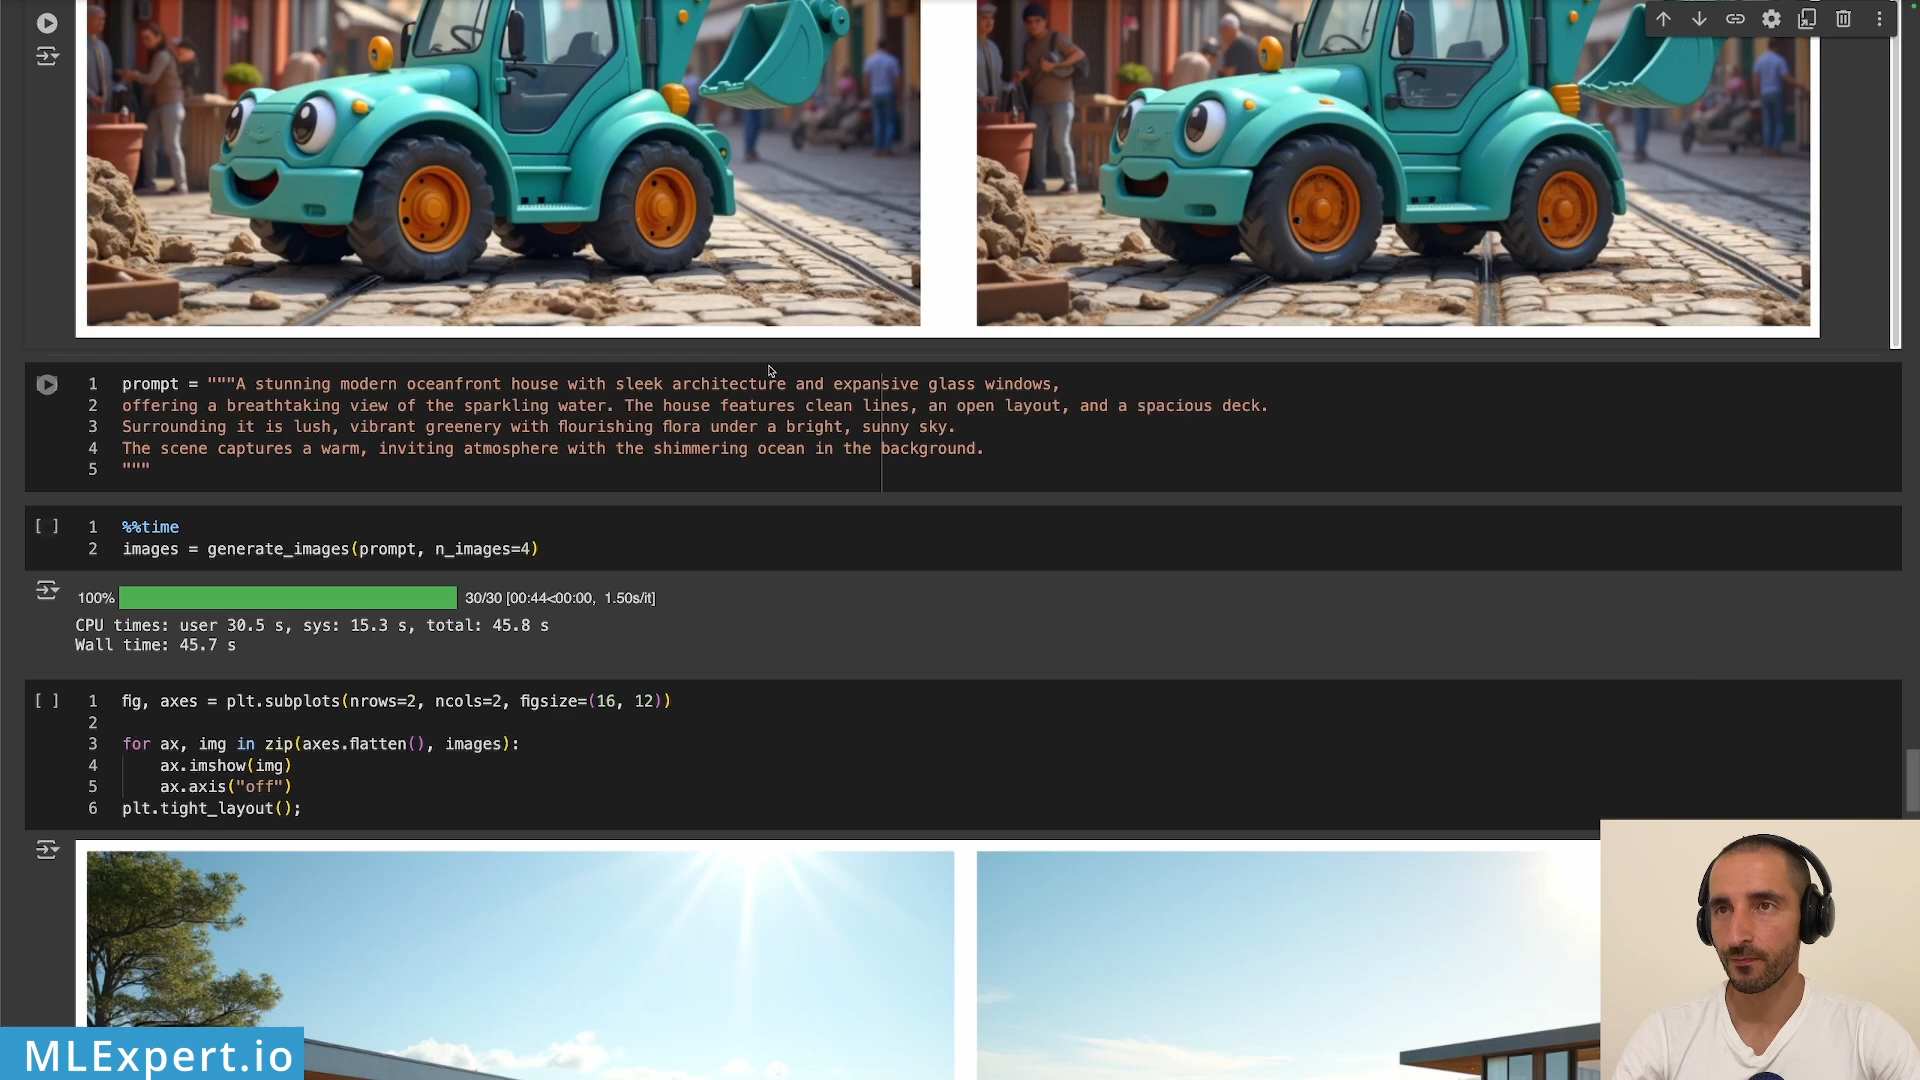 1 prompt = """A stunning modern oceanfront house with sleek architecture and expansive glass windows,
2 offering a breathtaking view of the sparkling water. The house features clean lines, an open layout, and a spacious deck.
3 Surrounding it is lush, vibrant greenery with flourishing flora under a bright, sunny sky.
4 The scene captures a warm, inviting atmosphere with the shimmering ocean in the background.
5 """
[ ] 1 %%time
2 images = generate_images(prompt, n_images=4)
100% 30/30 [00:44<00:00, 1.50s/it]
CPU times: user 30.5 s, sys: 15.3 s, total: 45.8 s
Wall time: 45.7 s
[ ] 1 fig, axes = plt.subplots(nrows=2, ncols=2, figsize=(16, 12))
2
3 for ax, img in zip(axes.flatten(), images):
4 ax.imshow(img)
5 ax.axis("off")
6 plt.tight_layout();
MLExpert.io